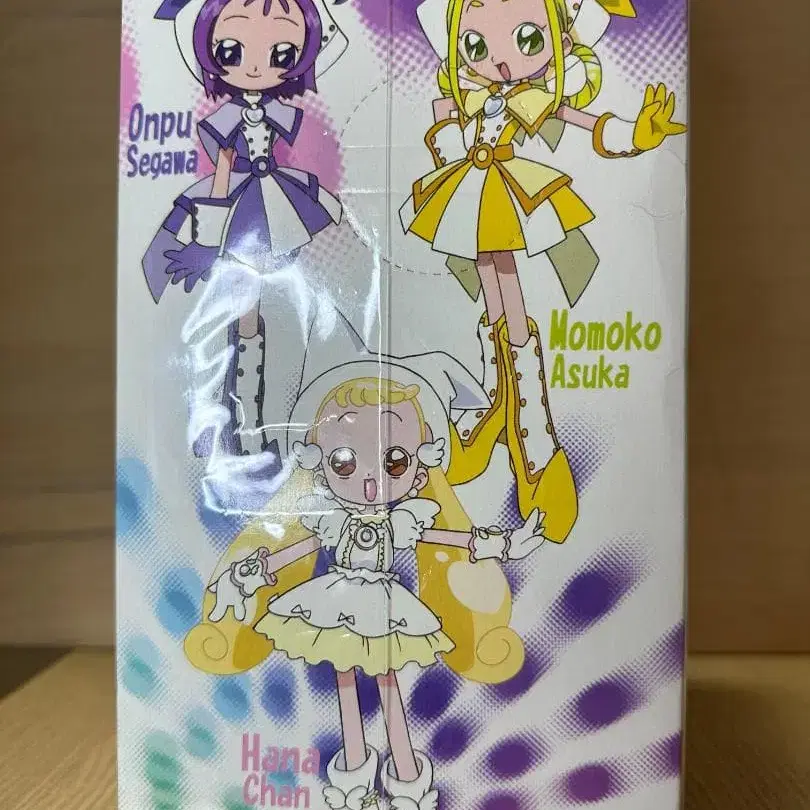 Onpu
Segawa
Momoko
Asuka
Hana
Chan